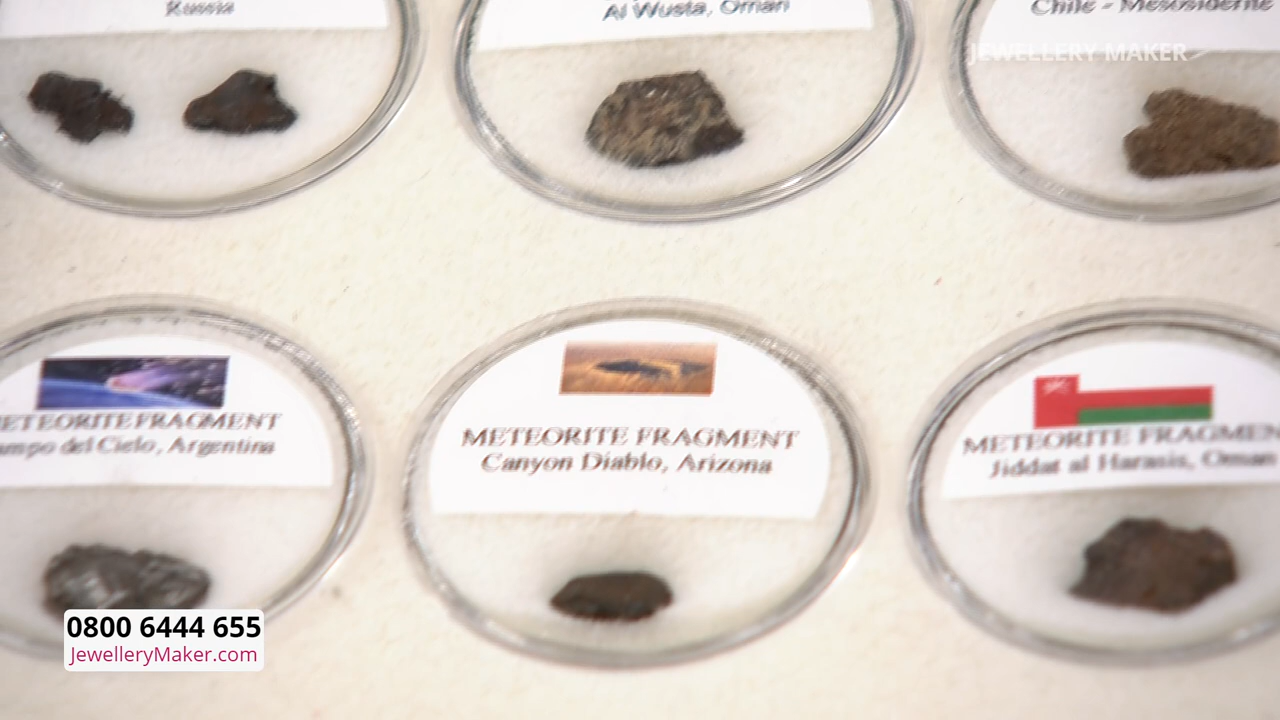 Russia
Al Wusta, Oman
Chile - Mesosiderite
JEWELLERY MAKER
METEORITE FRAGMENT
ampo del Cielo, Argentina
METEORITE FRAGMENT
Canyon Diablo, Arizona
METEORITE FRAGMEN
Jiddat al Harasis, Oman
0800 6444 655
JewelleryMaker.com